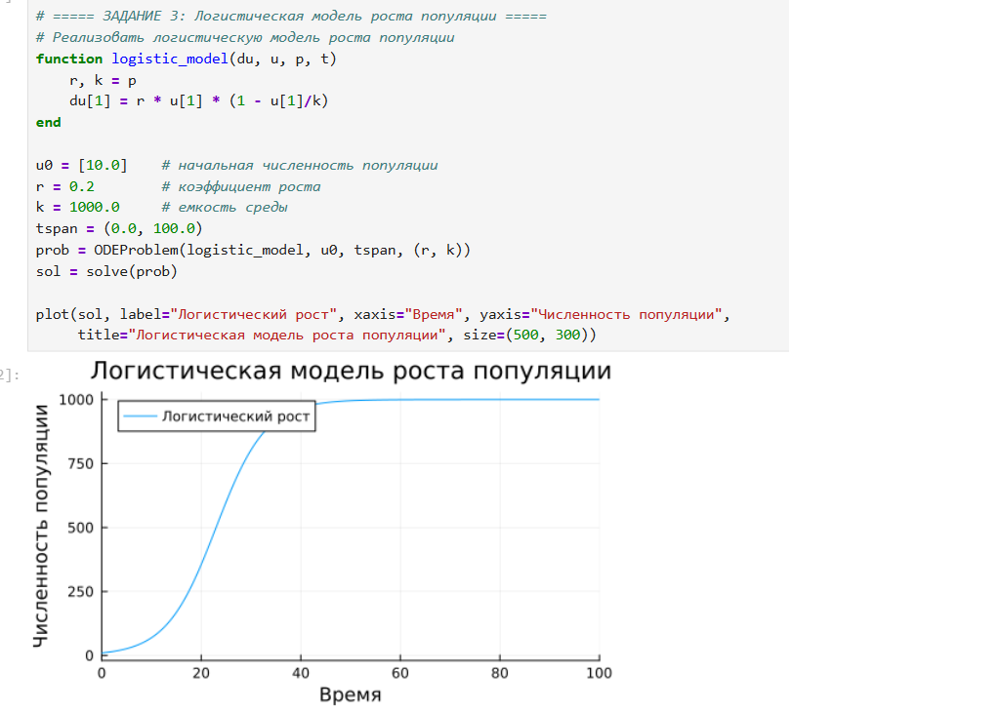 # ===== ЗАДАНИЕ 3: Логистическая модель роста популяции =====
# Реализовать логистическую модель роста популяции
function logistic_model(du, u, p, t)
    r, k = p
    du[1] = r * u[1] * (1 - u[1]/k)
end
u0 = [10.0]    # начальная численность популяции
r = 0.2        # коэффициент роста
k = 1000.0     # емкость среды
tspan = (0.0, 100.0)
prob = ODEProblem(logistic_model, u0, tspan, (r, k))
sol = solve(prob)
plot(sol, label="Логистический рост", xaxis="Время", yaxis="Численность популяции",
     title="Логистическая модель роста популяции", size=(500, 300))
2]:
Логистическая модель роста популяции
Численность популяции
1000
750
500
250
0
Логистический рост
0 20 40 60 80 100
Время